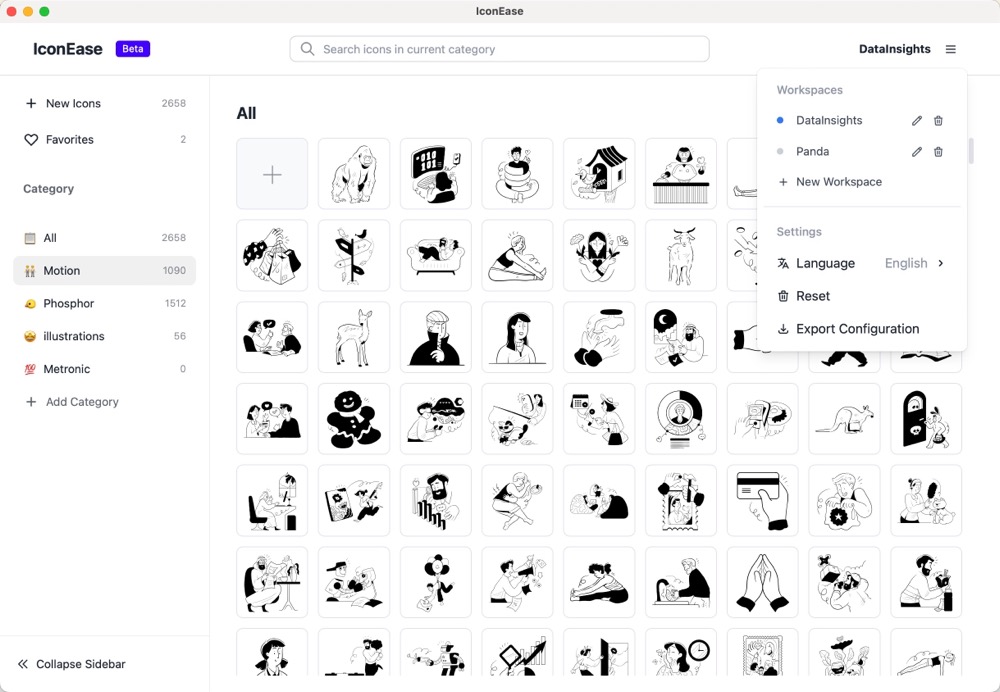 IconEase
IconEase Beta
Search icons in current category
DataInsights
New Icons 2658
Favorites 2
Category
All 2658
Motion 1090
Phosphor 1512
illustrations 56
Metronic 0
Add Category
Collapse Sidebar
All
010
101
Workspaces
DataInsights
Panda
New Workspace
Settings
Language English
Reset
Export Configuration